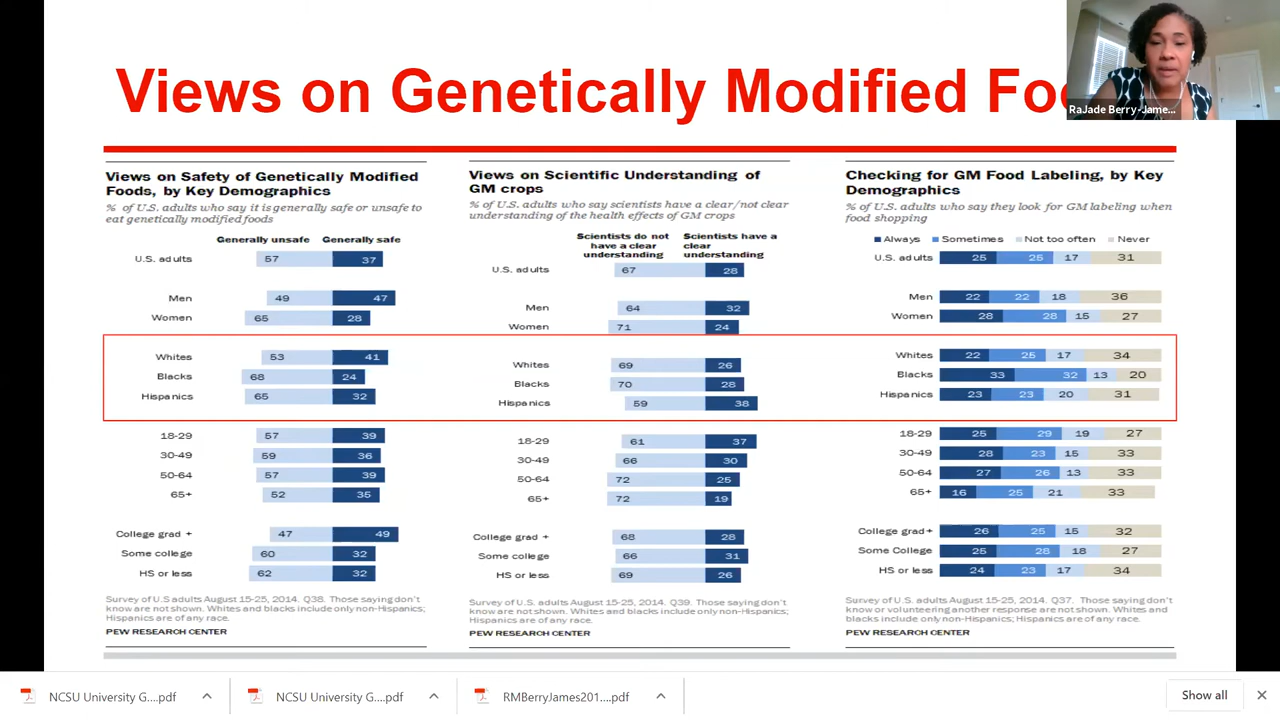 Views on Genetically Modified Fo
RaJade Berry-Jame...
Views on Safety of Genetically Modified
Foods, by Key Demographics
% of U.S. adults who say it is generally safe or unsafe to
eat genetically modified foods
Generally unsafe Generally safe
U.S. adults 57 37
Men 49 47
Women 65 28
Whites 53 41
Blacks 68 24
Hispanics 65 32
18-29 57 39
30-49 59 36
50-64 57 39
65+ 52 35
College grad + 47 49
Some college 60 32
HS or less 62 32
Survey of U.S adults August 15-25, 2014. Q38. Those saying don't
know are not shown. Whites and blacks include only non-Hispanics;
Hispanics are of any race.
PEW RESEARCH CENTER
Views on Scientific Understanding of
GM crops
% of U.S. adults who say scientists have a clear/not clear
understanding of the health effects of GM crops
Scientists do not
have a clear
understanding
Scientists have a
clear
understanding
U.S. adults 67 28
Men 64 32
Women 71 24
Whites 69 26
Blacks 70 28
Hispanics 59 38
18-29 61 37
30-49 66 30
50-64 72 25
65+ 72 19
College grad + 68 28
Some college 66 31
HS or less 69 26
Survey of U.S. adults August 15-25, 2014. Q39. Those saying don't
know are not shown. Whites and blacks include only non-Hispanics;
Hispanics are of any race.
PEW RESEARCH CENTER
Checking for GM Food Labeling, by Key
Demographics
% of U.S. adults who say they look for GM labeling when
food shopping
Always Sometimes Not too often Never
U.S. adults 25 25 17 31
Men 22 22 18 36
Women 28 28 15 27
Whites 22 25 17 34
Blacks 33 32 13 20
Hispanics 23 23 20 31
18-29 25 29 19 27
30-49 28 23 15 33
50-64 27 26 13 33
65+ 16 25 21 33
College grad+ 26 25 15 32
Some College 25 28 18 27
HS or less 24 23 17 34
Survey of U.S. adults August 15-25, 2014. Q37. Those saying don't
know or volunteering another response are not shown. Whites and
blacks include only non-Hispanics; Hispanics are of any race.
PEW RESEARCH CENTER
NCSU University G....pdf
NCSU University G....pdf
RMBerryJames201....pdf
Show all